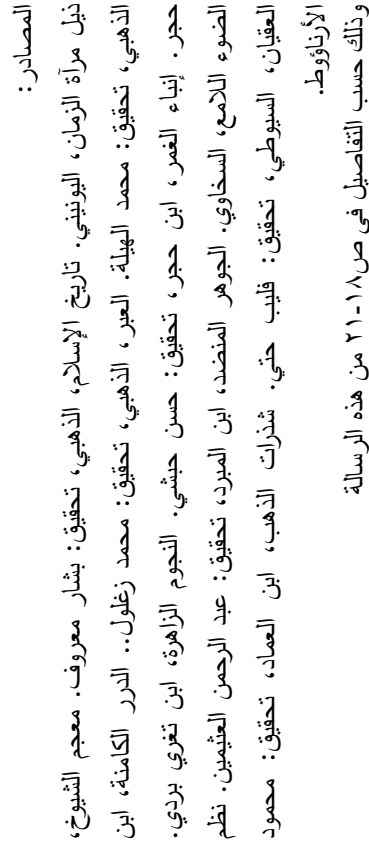 المصادر:
ذيل مرآة الزمان، اليونيني. تاريخ الإسلام، الذهبي، تحقيق: بشار معروف. معجم الشيوخ،
الذهبي، تحقيق: محمد الهيلة. العبر، الذهبي، تحقيق: محمد زغلول.. الدرر الكامنة، ابن
حجر. إنباء الغمر، ابن حجر، تحقيق: حسن حبشي. النجوم الزاهرة، ابن تغري بردي.
الضوء اللامع، السخاوي. الجوهر المنضد، ابن المبرد، تحقيق: عبد الرحمن العثيمين. نظم
العقيان، السيوطي، تحقيق: فليب حتي. شذرات الذهب، ابن العماد، تحقيق: محمود
الأرناؤوط.
وذلك حسب التفاصيل في ص١٨-٢١ من هذه الرسالة